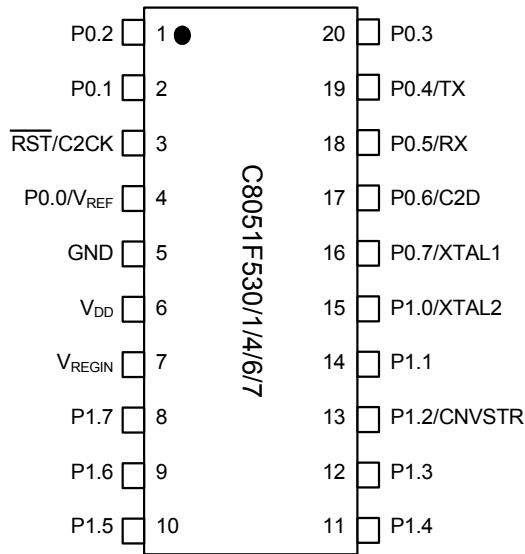 P0.2 1 20 P0.3
P0.1 2 19 P0.4/TX
RST/C2CK 3 18 P0.5/RX
P0.0/VREF 4 17 P0.6/C2D
GND 5 16 P0.7/XTAL1
VDD 6 15 P1.0/XTAL2
VREGIN 7 14 P1.1
P1.7 8 13 P1.2/CNVSTR
P1.6 9 12 P1.3
P1.5 10 11 P1.4
C8051F530/1/4/6/7